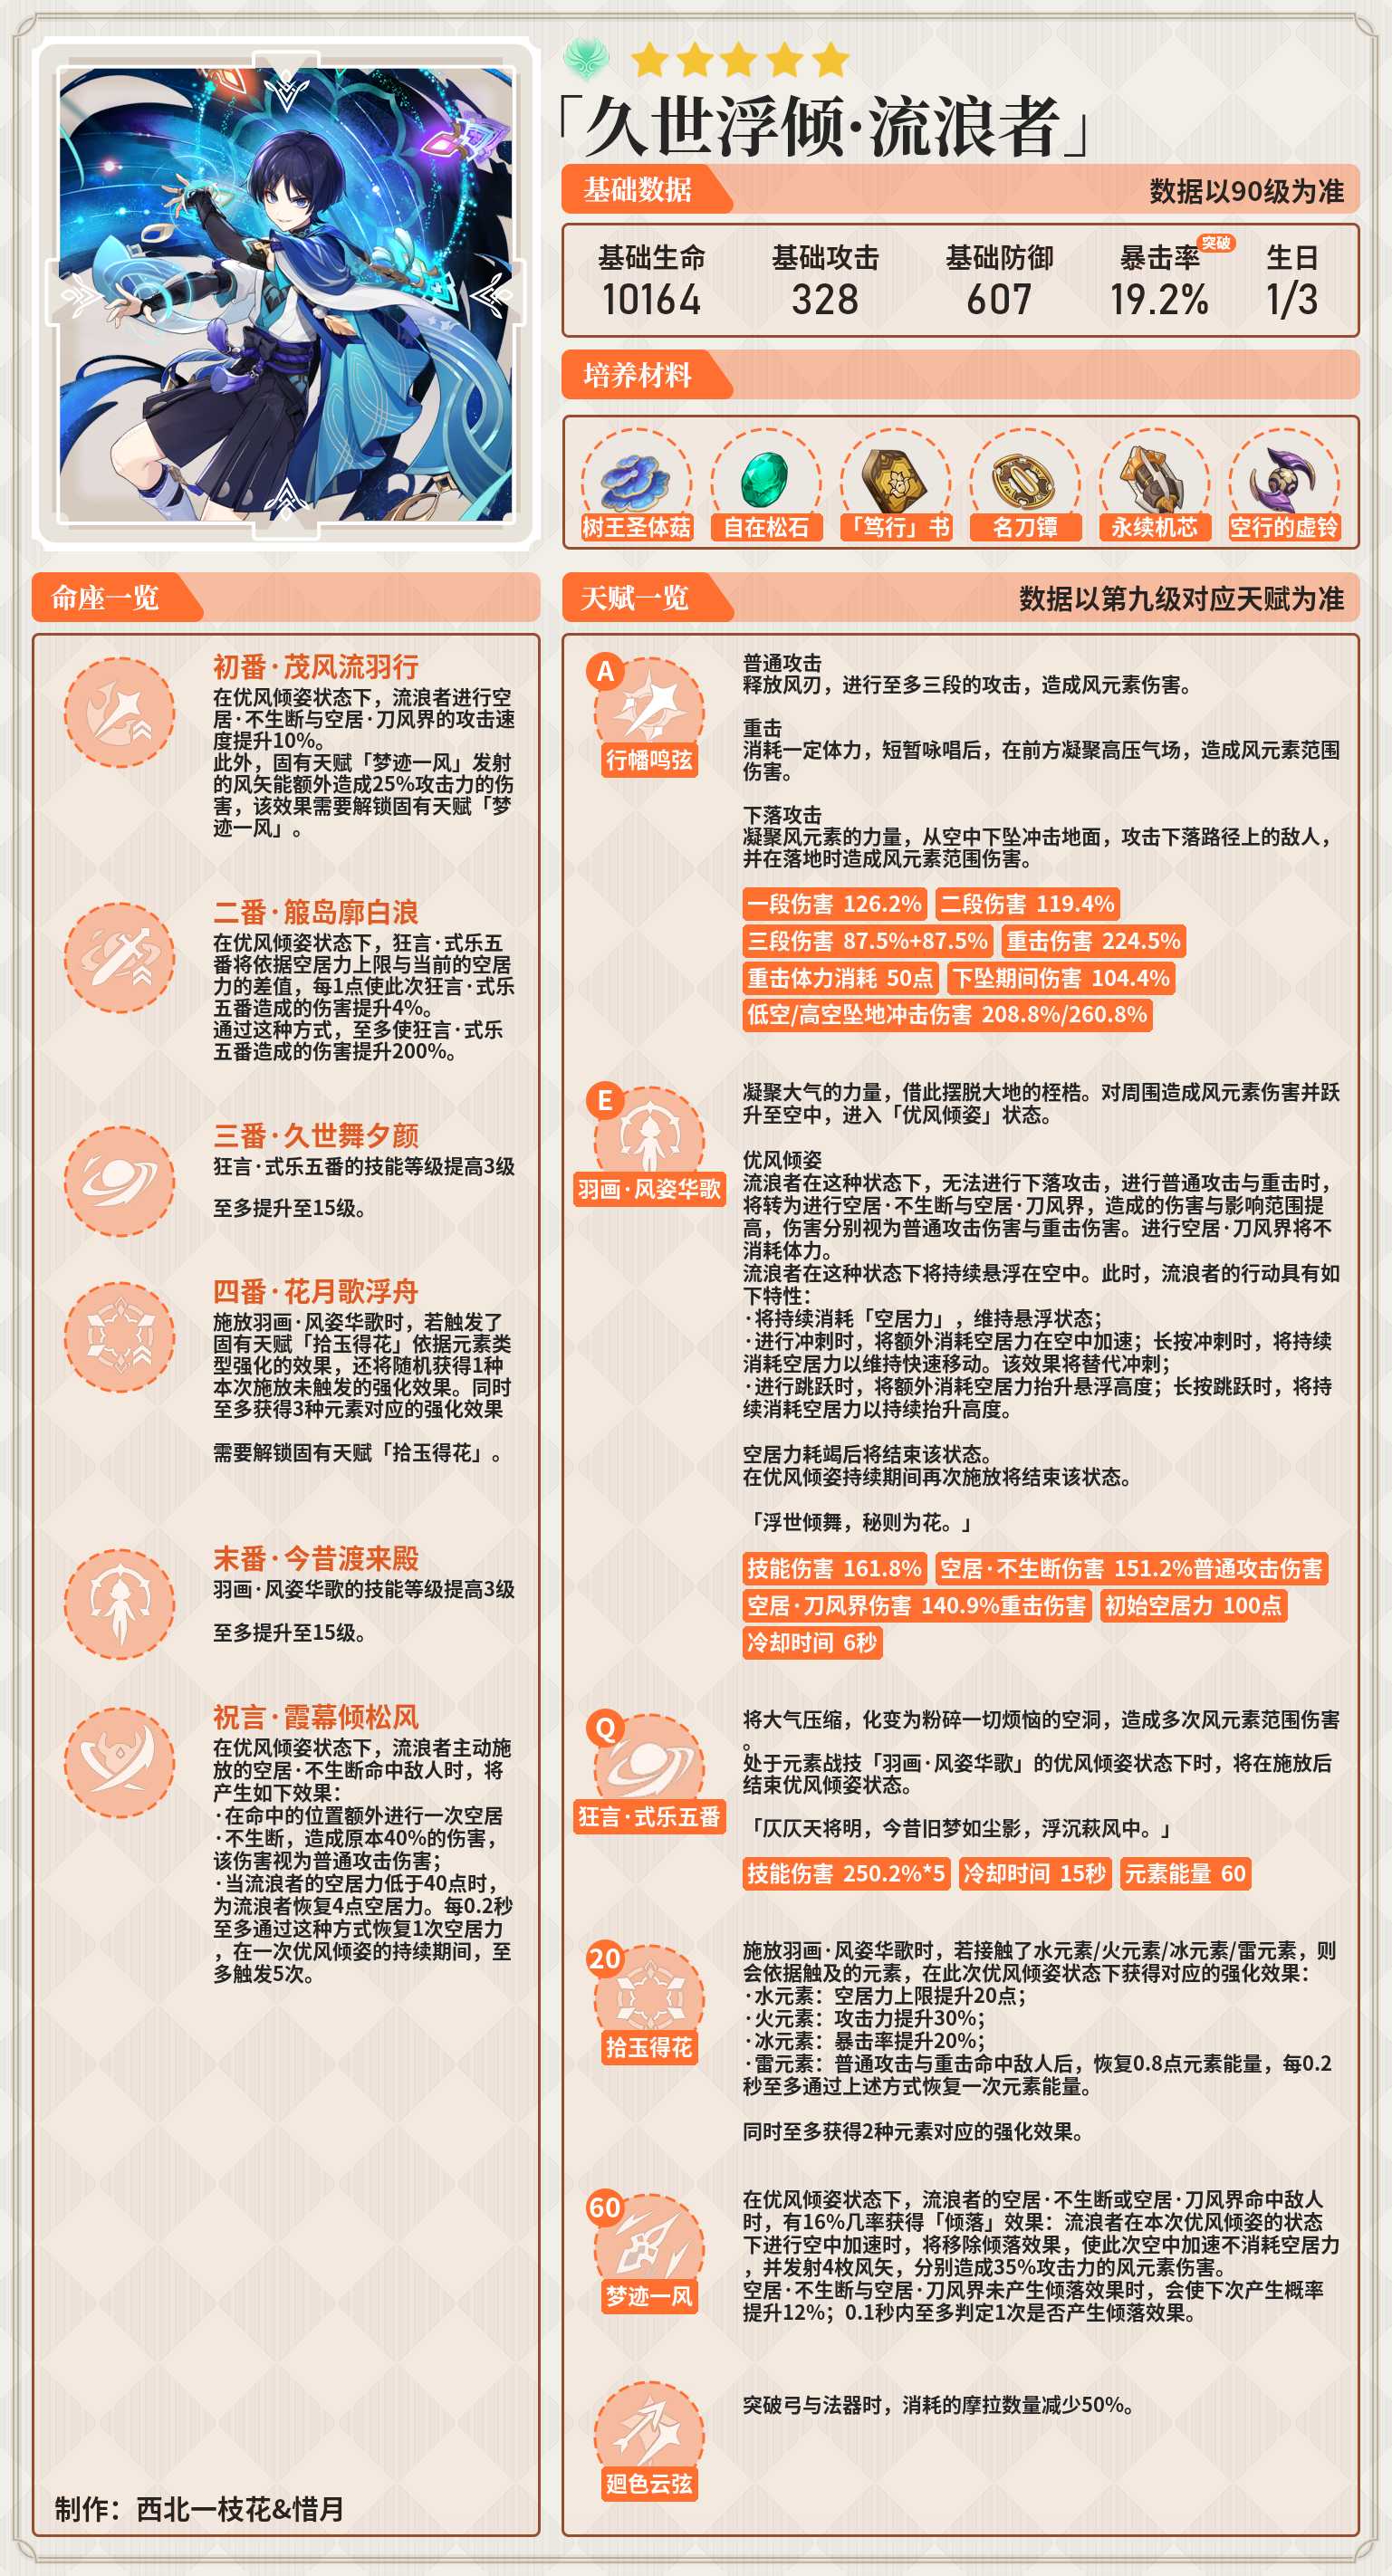 「久世浮倾·流浪者」
基础数据
数据以90级为准
基础生命
基础攻击
基础防御
暴击率
突破
生日
10164
328
607
19.2%
1/3
培养材料
树王圣体菇
自在松石
「笃行」书
名刀镡
永续机芯
空行的虚铃
命座一览
初番·茂风流羽行
在优风倾姿状态下，流浪者进行空
居·不生断与空居·刀风界的攻击速
度提升10%。
此外，固有天赋「梦迹一风」发射
的风矢能额外造成25%攻击力的伤
害，该效果需要解锁固有天赋「梦
迹一风」。
二番·箙岛廓白浪
在优风倾姿状态下，狂言·式乐五
番将依据空居力上限与当前的空居
力的差值，每1点使此次狂言·式乐
五番造成的伤害提升4%。
通过这种方式，至多使狂言·式乐
五番造成的伤害提升200%。
三番·久世舞夕颜
狂言·式乐五番的技能等级提高3级
至多提升至15级。
四番·花月歌浮舟
施放羽画·风姿华歌时，若触发了
固有天赋「拾玉得花」依据元素类
型强化的效果，还将随机获得1种
本次施放未触发的强化效果。同时
至多获得3种元素对应的强化效果
需要解锁固有天赋「拾玉得花」。
末番·今昔渡来殿
羽画·风姿华歌的技能等级提高3级
至多提升至15级。
祝言·霞幕倾松风
在优风倾姿状态下，流浪者主动施
放的空居·不生断命中敌人时，将
产生如下效果：
·在命中的位置额外进行一次空居
·不生断，造成原本40%的伤害，
该伤害视为普通攻击伤害；
·当流浪者的空居力低于40点时，
为流浪者恢复4点空居力。每0.2秒
至多通过这种方式恢复1次空居力
，在一次优风倾姿的持续期间，至
多触发5次。
制作：西北一枝花&惜月
天赋一览
数据以第九级对应天赋为准
A
行幡鸣弦
普通攻击
释放风刃，进行至多三段的攻击，造成风元素伤害。
重击
消耗一定体力，短暂咏唱后，在前方凝聚高压气场，造成风元素范围
伤害。
下落攻击
凝聚风元素的力量，从空中下坠冲击地面，攻击下落路径上的敌人，
并在落地时造成风元素范围伤害。
一段伤害 126.2%
二段伤害 119.4%
三段伤害 87.5%+87.5%
重击伤害 224.5%
重击体力消耗 50点
下坠期间伤害 104.4%
低空/高空坠地冲击伤害 208.8%/260.8%
E
羽画·风姿华歌
凝聚大气的力量，借此摆脱大地的桎梏。对周围造成风元素伤害并跃
升至空中，进入「优风倾姿」状态。
优风倾姿
流浪者在这种状态下，无法进行下落攻击，进行普通攻击与重击时，
将转为进行空居·不生断与空居·刀风界，造成的伤害与影响范围提
高，伤害分别视为普通攻击伤害与重击伤害。进行空居·刀风界将不
消耗体力。
流浪者在这种状态下将持续悬浮在空中。此时，流浪者的行动具有如
下特性：
·将持续消耗「空居力」，维持悬浮状态；
·进行冲刺时，将额外消耗空居力在空中加速；长按冲刺时，将持续
消耗空居力以维持快速移动。该效果将替代冲刺；
·进行跳跃时，将额外消耗空居力抬升悬浮高度；长按跳跃时，将持
续消耗空居力以持续抬升高度。
空居力耗竭后将结束该状态。
在优风倾姿持续期间再次施放将结束该状态。
「浮世倾舞，秘则为花。」
技能伤害 161.8%
空居·不生断伤害 151.2%普通攻击伤害
空居·刀风界伤害 140.9%重击伤害
初始空居力 100点
冷却时间 6秒
Q
狂言·式乐五番
将大气压缩，化变为粉碎一切烦恼的空洞，造成多次风元素范围伤害
。
处于元素战技「羽画·风姿华歌」的优风倾姿状态下时，将在施放后
结束优风倾姿状态。
「仄仄天将明，今昔旧梦如尘影，浮沉萩风中。」
技能伤害 250.2%*5
冷却时间 15秒
元素能量 60
20
拾玉得花
施放羽画·风姿华歌时，若接触了水元素/火元素/冰元素/雷元素，则
会依据触及的元素，在此次优风倾姿状态下获得对应的强化效果：
·水元素：空居力上限提升20点；
·火元素：攻击力提升30%；
·冰元素：暴击率提升20%；
·雷元素：普通攻击与重击命中敌人后，恢复0.8点元素能量，每0.2
秒至多通过上述方式恢复一次元素能量。
同时至多获得2种元素对应的强化效果。
60
梦迹一风
在优风倾姿状态下，流浪者的空居·不生断或空居·刀风界命中敌人
时，有16%几率获得「倾落」效果：流浪者在本次优风倾姿的状态
下进行空中加速时，将移除倾落效果，使此次空中加速不消耗空居力
，并发射4枚风矢，分别造成35%攻击力的风元素伤害。
空居·不生断与空居·刀风界未产生倾落效果时，会使下次产生概率
提升12%；0.1秒内至多判定1次是否产生倾落效果。
廻色云弦
突破弓与法器时，消耗的摩拉数量减少50%。